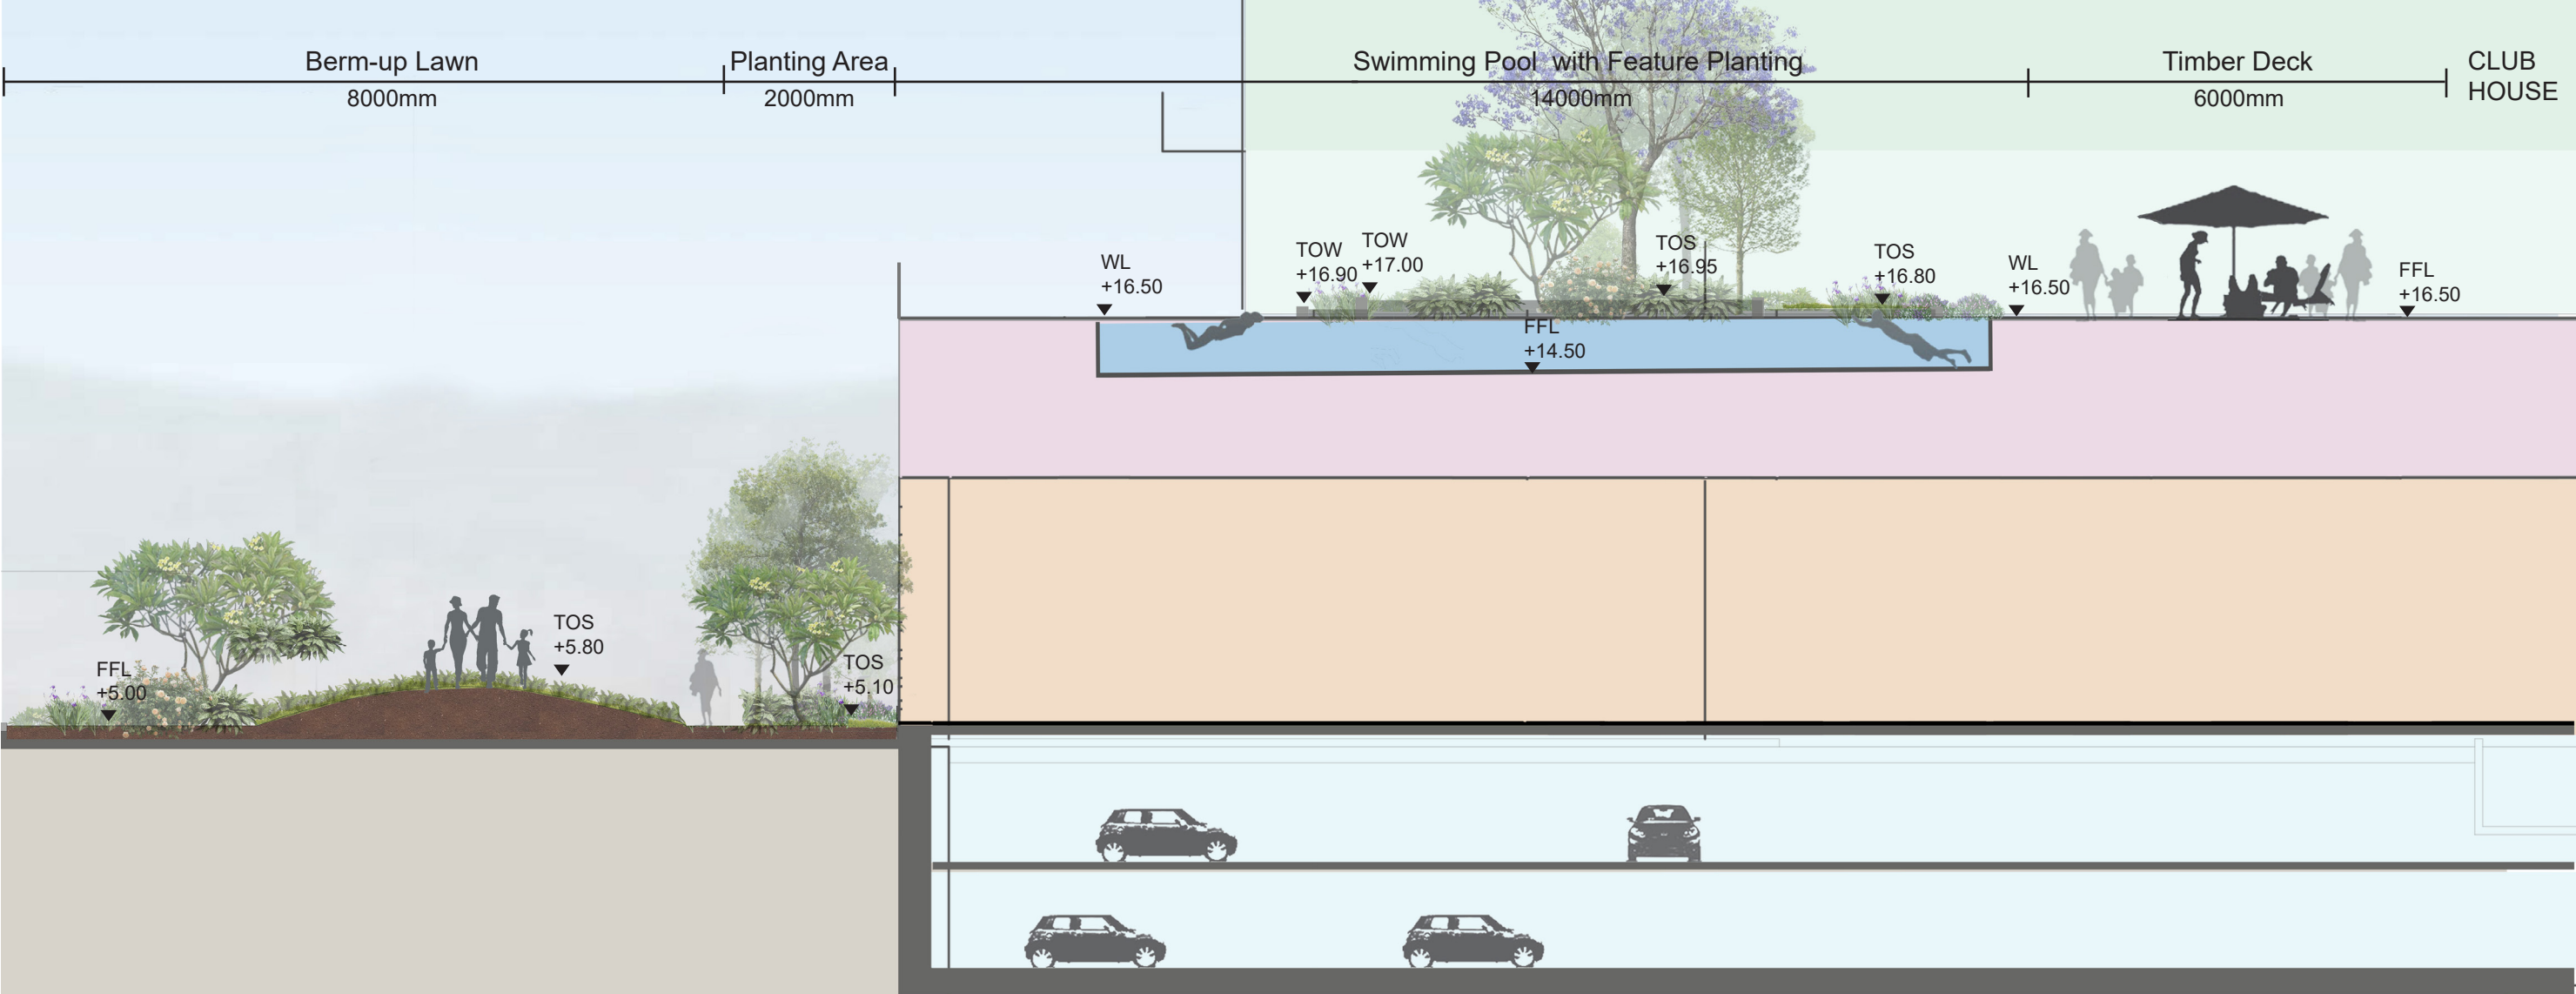 Berm-up Lawn
8000mm
Planting Area
2000mm
Swimming Pool with Feature Planting
14000mm
Timber Deck
6000mm
CLUB
HOUSE
WL
+16.50
TOW
+16.90
TOW
+17.00
TOS
+16.95
TOS
+16.80
WL
+16.50
FFL
+16.50
FFL
+14.50
FFL
+5.00
TOS
+5.80
TOS
+5.10